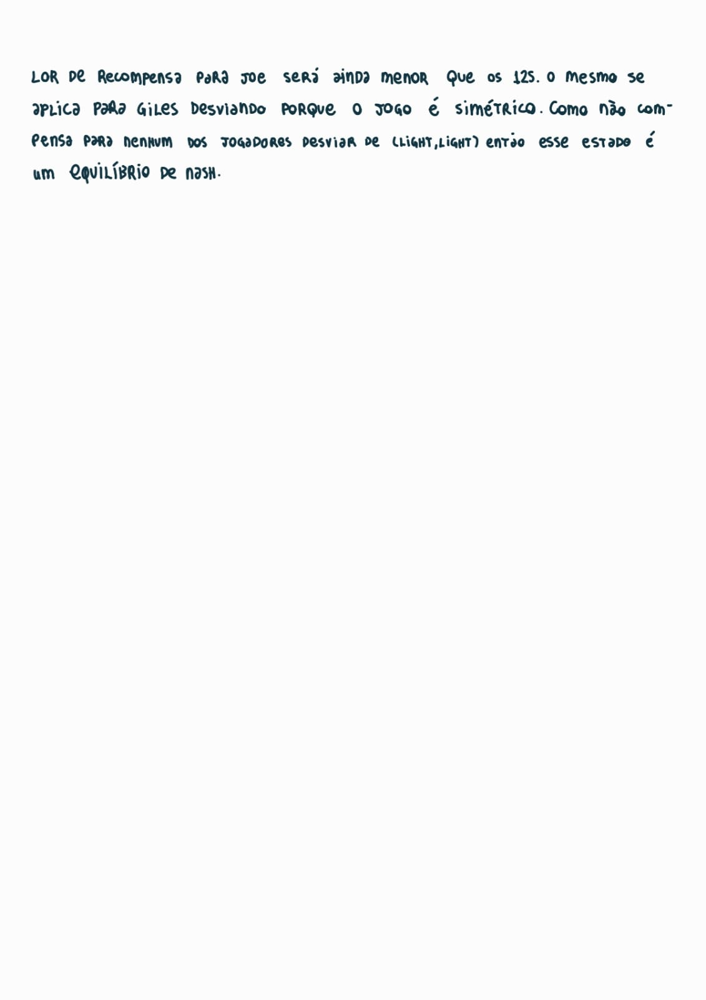 LOR DE RECOMPENSA PARA JOE SERÁ AINDA MENOR QUE OS 125. O MESMO SE
APLICA PARA GILES DESVIANDO PORQUE O JOGO É SIMÉTRICO. COMO NÃO COM-
PENSA PARA NENHUM DOS JOGADORES DESVIAR DE (LIGHT,LIGHT) ENTÃO ESSE ESTADO É
UM EQUILÍBRIO DE NASH.